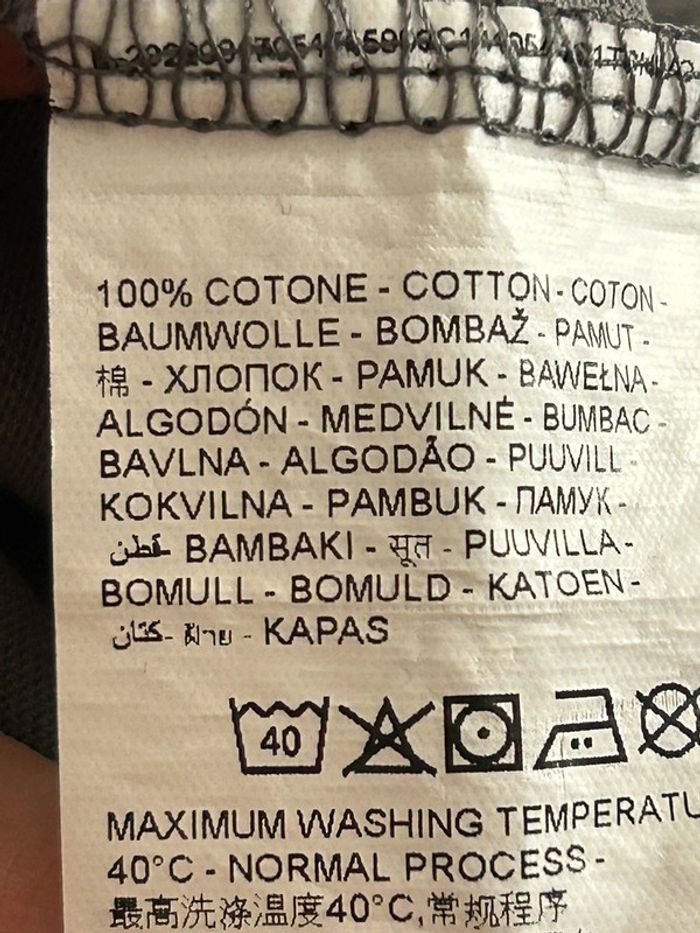 100% COTONE - COTTON - COTON -
BAUMWOLLE - BOMBAŽ - PAMUT -
棉 - ХЛОПОК - PAMUK - BAWEŁNA -
ALGODÓN - MEDVILNĖ - BUMBAC -
BAVLNA - ALGODÃO - PUUVILL -
KOKVILNA - PAMBUK - ПАМУК -
قطن BAMBAKI - सूत - PUUVILLA -
BOMULL - BOMULD - KATOEN -
كتان - ฝ้าย - KAPAS
40
MAXIMUM WASHING TEMPERATU
40°C - NORMAL PROCESS -
最高洗涤温度40°C,常规程序